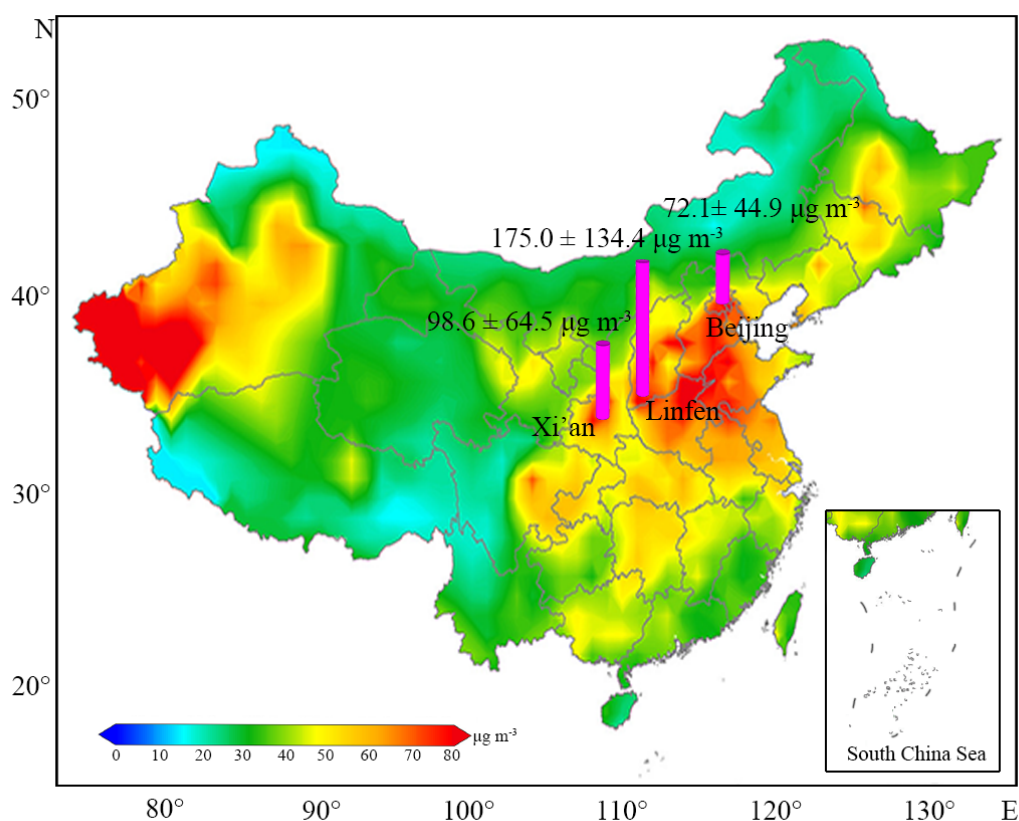 N
50°
40°
30°
20°
72.1± 44.9 μg m-3
175.0 ± 134.4 μg m-3
98.6 ± 64.5 μg m-3
Beijing
Linfen
Xi’an
South China Sea
μg m-3
0 10 20 30 40 50 60 70 80
80° 90° 100° 110° 120° 130° E